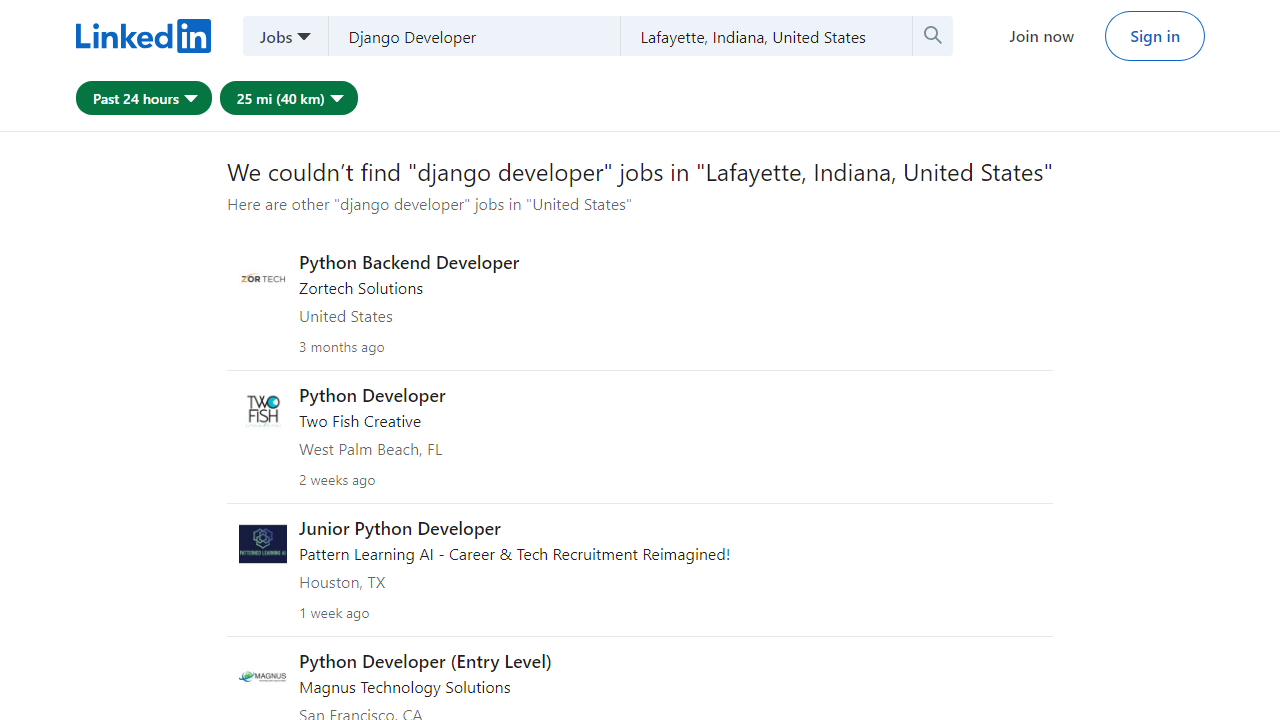 Linked in
Jobs
Django Developer
Lafayette, Indiana, United States
Join now
Sign in
Past 24 hours
25 mi (40 km)
We couldn’t find "django developer" jobs in "Lafayette, Indiana, United States"
Here are other "django developer" jobs in "United States"
ZORTECH
Python Backend Developer
Zortech Solutions
United States
3 months ago
TWO
FISH
Python Developer
Two Fish Creative
West Palm Beach, FL
2 weeks ago
PATTERNED LEARNING AI
Junior Python Developer
Pattern Learning AI - Career & Tech Recruitment Reimagined!
Houston, TX
1 week ago
MAGNUS
Python Developer (Entry Level)
Magnus Technology Solutions
San Francisco, CA